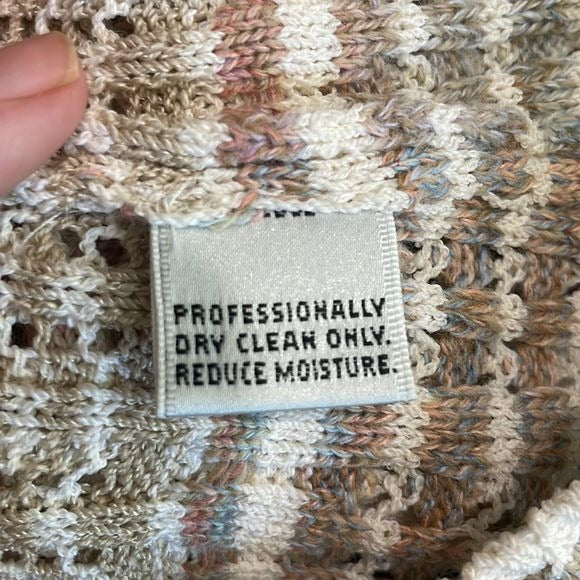 PROFESSIONALLY
DRY CLEAN ONLY.
REDUCE MOISTURE.